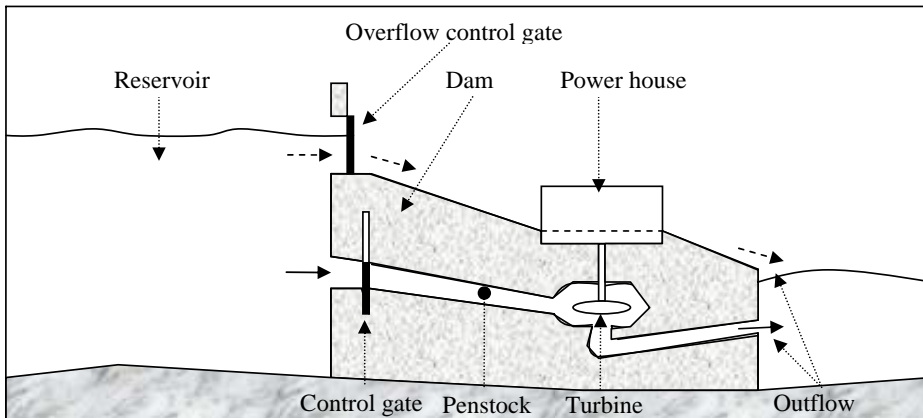 Overflow control gate
Reservoir
Dam
Power house
Control gate
Penstock
Turbine
Outflow